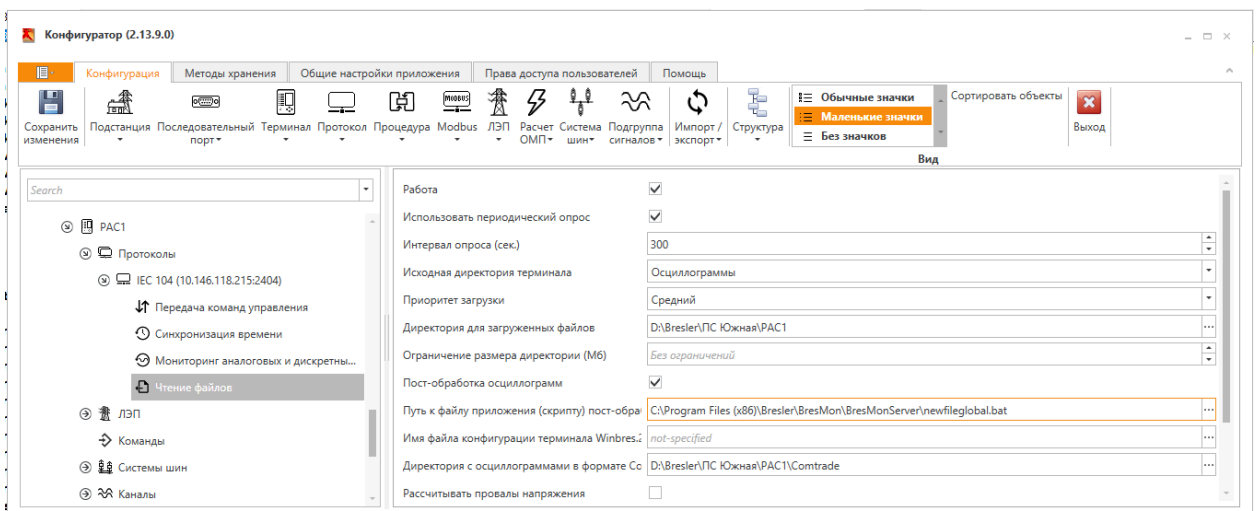 Конфигуратор (2.13.9.0)
Конфигурация Методы хранения Общие настройки приложения Права доступа пользователей Помощь
Сохранить изменения
Подстанция
Последовательный порт
Терминал
Протокол
Процедура
MODBUS
Modbus
ЛЭП
Расчет ОМП
Система шин
Подгруппа сигналов
Импорт / экспорт
Структура
Обычные значки
Маленькие значки
Без значков
Сортировать объекты
Выход
Вид
Search
РАС1
Протоколы
IEC 104 (10.146.118.215:2404)
Передача команд управления
Синхронизация времени
Мониторинг аналоговых и дискретны...
Чтение файлов
ЛЭП
Команды
Системы шин
Каналы
Работа
Использовать периодический опрос
Интервал опроса (сек.) 300
Исходная директория терминала Осциллограммы
Приоритет загрузки Средний
Директория для загруженных файлов D:\Bresler\ПС Южная\РАС1
Ограничение размера директории (Мб) Без ограничений
Пост-обработка осциллограмм
Путь к файлу приложения (скрипту) пост-обра C:\Program Files (x86)\Bresler\BresMon\BresMonServer\newfileglobal.bat
Имя файла конфигурации терминала Winbres.2 not-specified
Директория с осциллограммами в формате Co D:\Bresler\ПС Южная\РАС1\Comtrade
Рассчитывать провалы напряжения